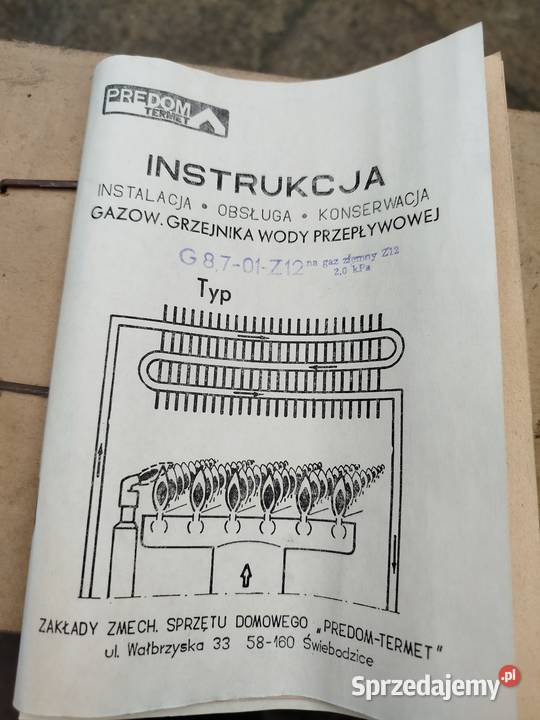 PREDOM
TERMET
INSTRUKCJA
INSTALACJA • OBSŁUGA • KONSERWACJA
GAZOW. GRZEJNIKA WODY PRZEPŁYWOWEJ
G 8,7-01-Z12 na gaz ziemny Z12
2,0 kPa
Typ
ZAKŁADY ZMECH. SPRZĘTU DOMOWEGO „PREDOM-TERMET"
ul. Wałbrzyska 33 58-160 Świebodzice
Sprzedajemy.pl